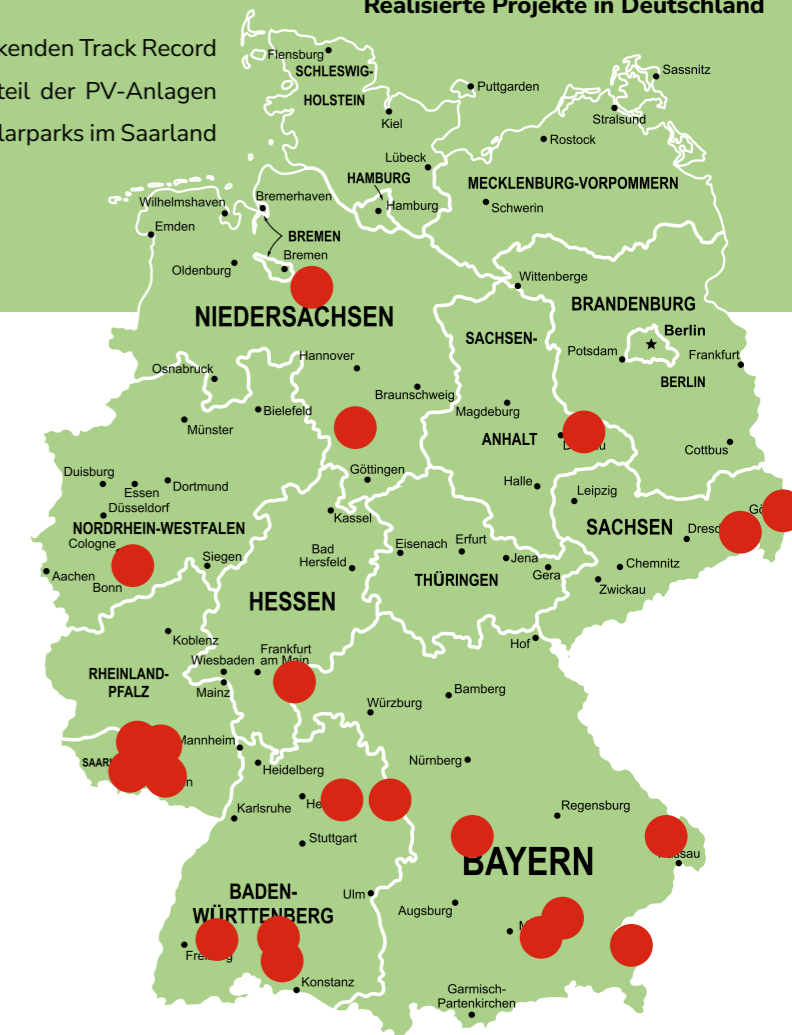 Realisierte Projekte in Deutschland
kenden Track Record
teil der PV-Anlagen
larparks im Saarland
Flensburg
SCHLESWIG-
HOLSTEIN
Kiel
Puttgarden
Sassnitz
Stralsund
Rostock
Lübeck
HAMBURG
Hamburg
MECKLENBURG-VORPOMMERN
Schwerin
Wilhelmshaven
Bremerhaven
Emden
BREMEN
Bremen
Oldenburg
Wittenberge
NIEDERSACHSEN
BRANDENBURG
SACHSEN-
Berlin
Potsdam
Frankfurt
BERLIN
Hannover
Osnabruck
Braunschweig
Bielefeld
Magdeburg
Münster
ANHALT
Cottbus
Göttingen
Duisburg
Essen
Dortmund
Halle
Leipzig
Düsseldorf
NORDRHEIN-WESTFALEN
Kassel
SACHSEN
Cologne
Siegen
Bad
Hersfeld
Eisenach
Erfurt
Jena
Gera
Chemnitz
Zwickau
Aachen
Bonn
THÜRINGEN
HESSEN
Koblenz
Hof
Wiesbaden
Frankfurt
am Main
Mainz
RHEINLAND-
PFALZ
Würzburg
Bamberg
Mannheim
Nürnberg
Heidelberg
Karlsruhe
Regensburg
Stuttgart
BAYERN
Ulm
Augsburg
BADEN-
WÜRTTENBERG
Konstanz
Garmisch-
Partenkirchen